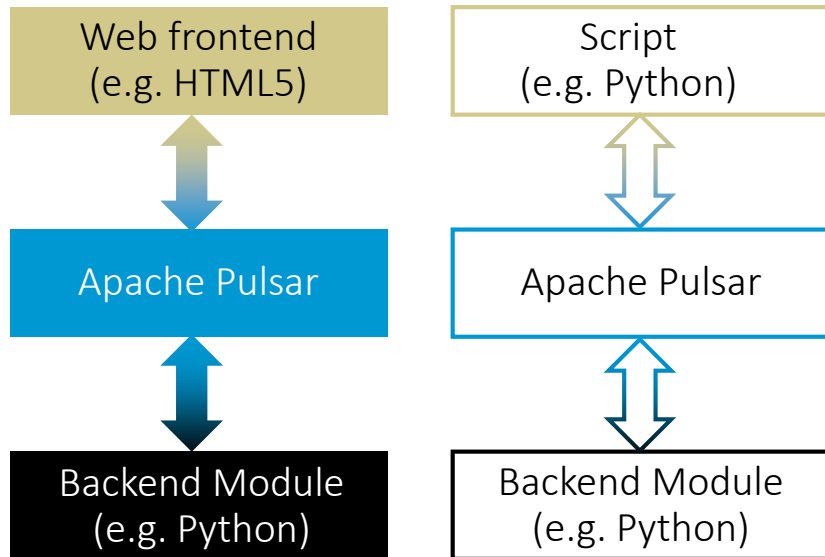 Web frontend
(e.g. HTML5)
Apache Pulsar
Backend Module
(e.g. Python)
Script
(e.g. Python)
Apache Pulsar
Backend Module
(e.g. Python)